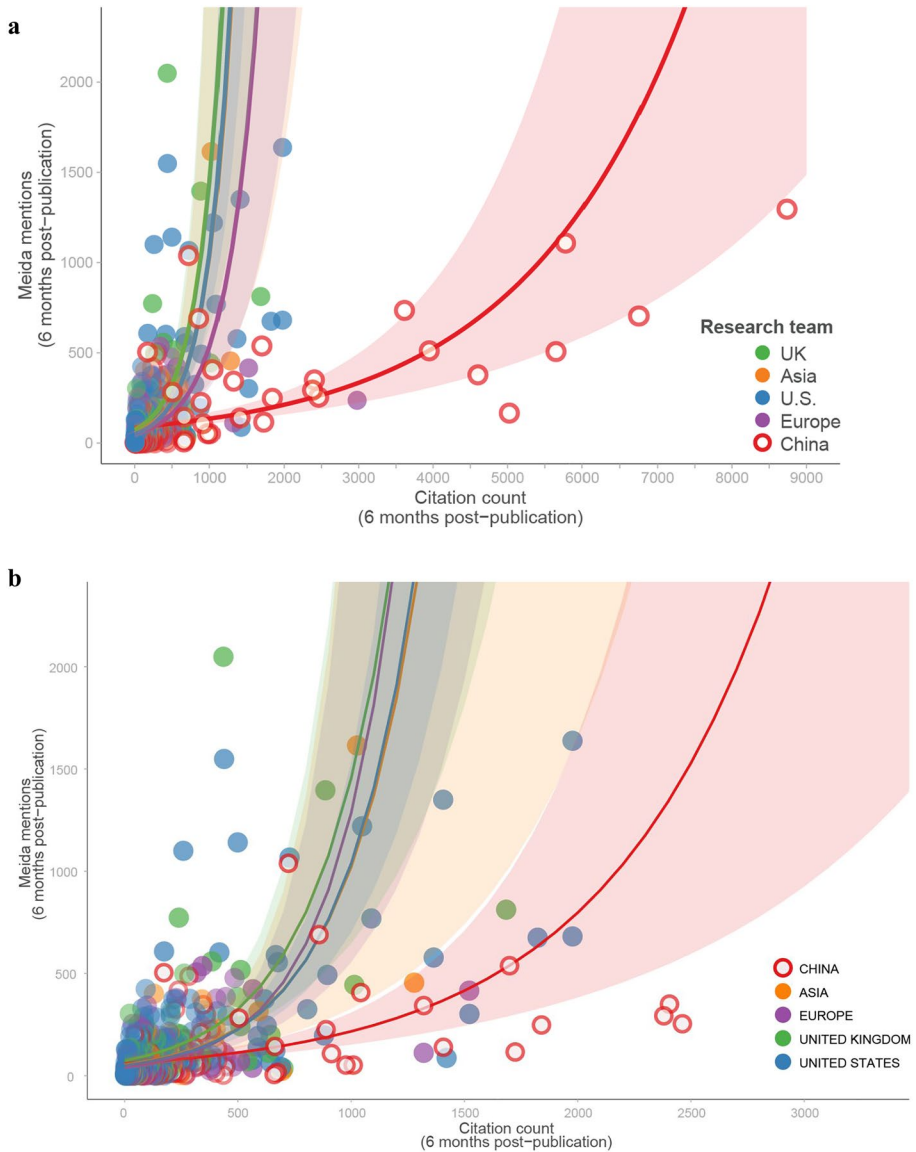 a
Meida mentions
(6 months post−publication)
2000
1500
1000
500
0
0 1000 2000 3000 4000 5000 6000 7000 8000 9000
Citation count
(6 months post−publication)
Research team
UK
Asia
U.S.
Europe
China
b
Meida mentions
(6 months post−publication)
2000
1500
1000
500
0
0 500 1000 1500 2000 2500 3000
Citation count
(6 months post−publication)
CHINA
ASIA
EUROPE
UNITED KINGDOM
UNITED STATES